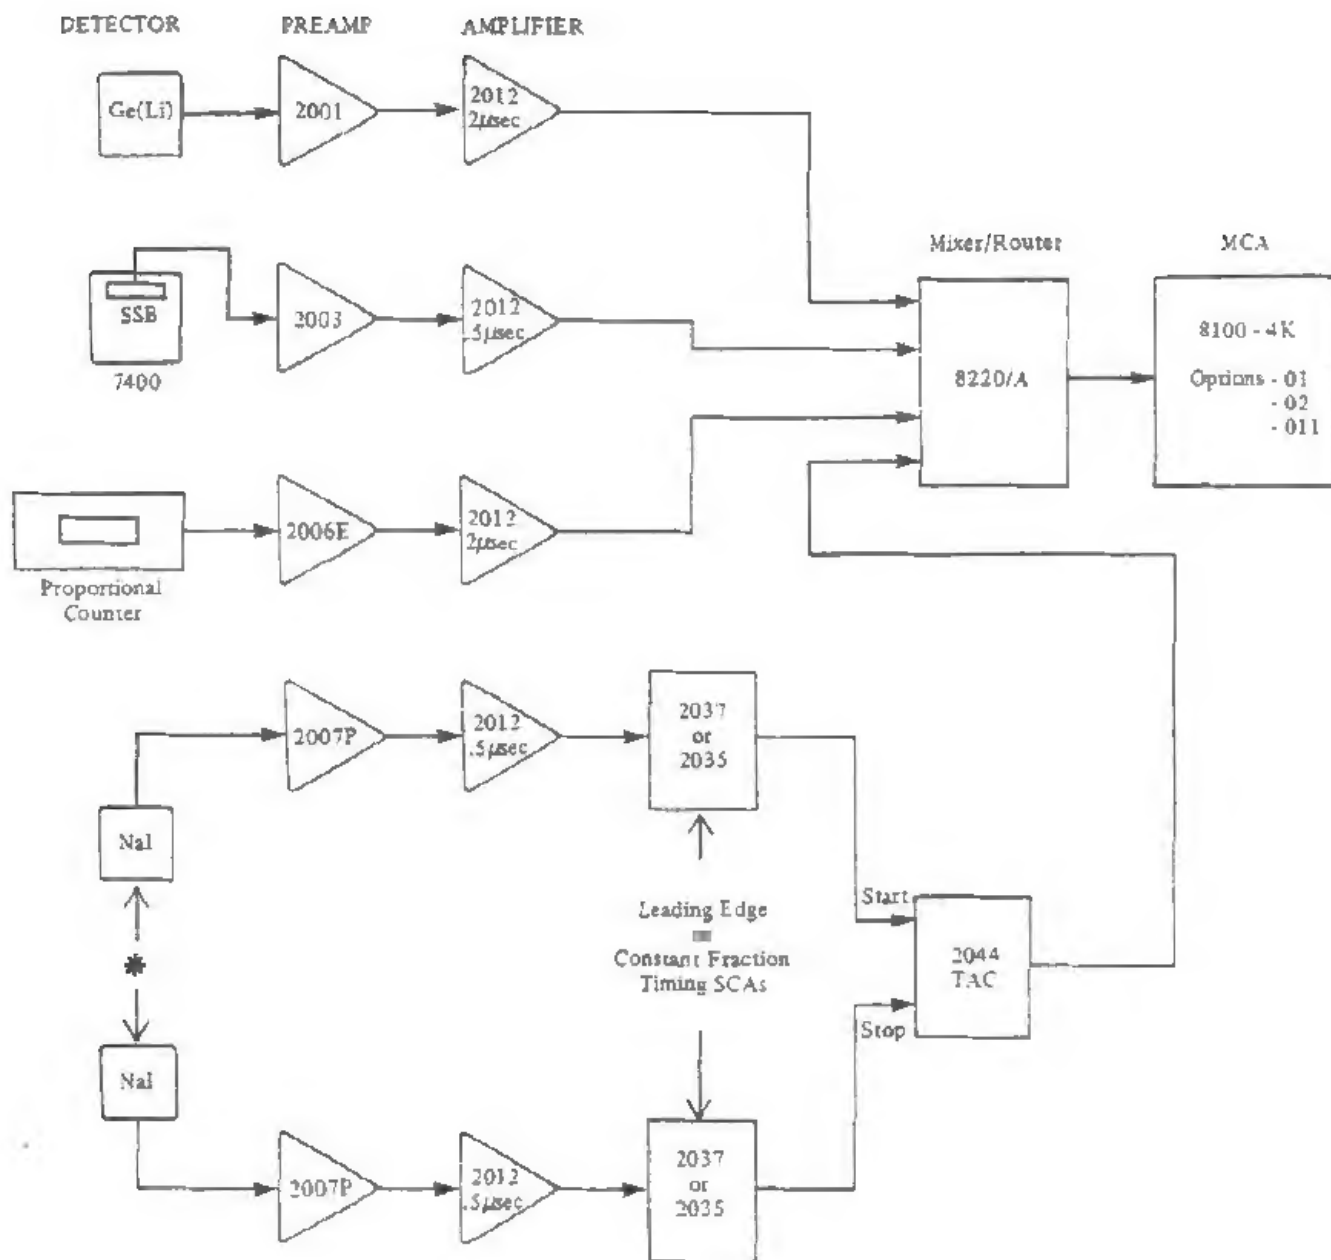 DETECTOR
PREAMP
AMPLIFIER
Ge(Li)
2001
2012
2μsec
Mixer/Router
MCA
SSB
7400
2003
2012
.5μsec
8220/A
8100 - 4K
Options - 01
- 02
- 011
Proportional
Counter
2006E
2012
2μsec
NaI
2007P
2012
.5μsec
2037
or
2035
Leading Edge
Constant Fraction
Timing SCAs
Start
Stop
2044
TAC
NaI
2007P
2012
.5μsec
2037
or
2035